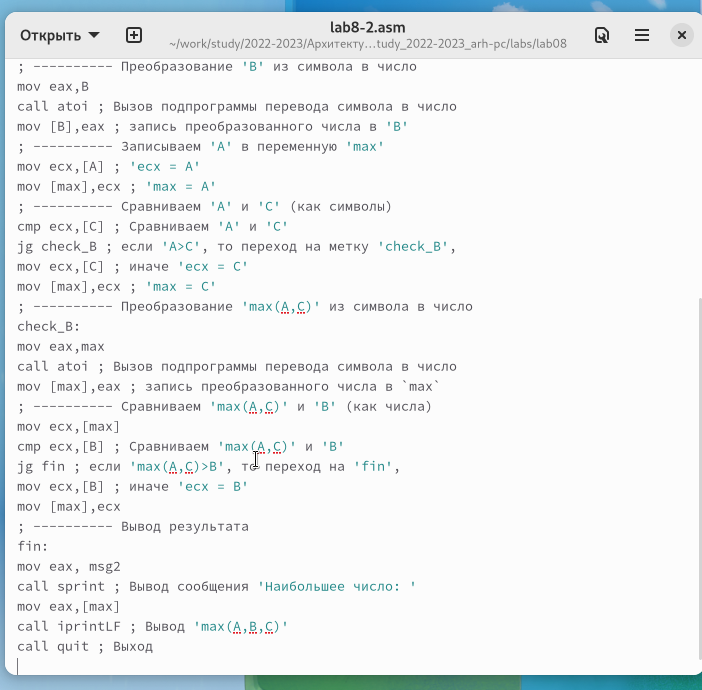 Открыть
lab8-2.asm
~/work/study/2022-2023/Архитекту…tudy_2022-2023_arh-pc/labs/lab08
; ---------- Преобразование 'B' из символа в число
mov eax,B
call atoi ; Вызов подпрограммы перевода символа в число
mov [B],eax ; запись преобразованного числа в 'B'
; ---------- Записываем 'A' в переменную 'max'
mov ecx,[A] ; 'ecx = A'
mov [max],ecx ; 'max = A'
; ---------- Сравниваем 'A' и 'С' (как символы)
cmp ecx,[C] ; Сравниваем 'A' и 'С'
jg check_B ; если 'A>C', то переход на метку 'check_B',
mov ecx,[C] ; иначе 'ecx = C'
mov [max],ecx ; 'max = C'
; ---------- Преобразование 'max(A,C)' из символа в число
check_B:
mov eax,max
call atoi ; Вызов подпрограммы перевода символа в число
mov [max],eax ; запись преобразованного числа в `max`
; ---------- Сравниваем 'max(A,C)' и 'B' (как числа)
mov ecx,[max]
cmp ecx,[B] ; Сравниваем 'max(A,C)' и 'B'
jg fin ; если 'max(A,C)>B', то переход на 'fin',
mov ecx,[B] ; иначе 'ecx = B'
mov [max],ecx
; ---------- Вывод результата
fin:
mov eax, msg2
call sprint ; Вывод сообщения 'Наибольшее число: '
mov eax,[max]
call iprintLF ; Вывод 'max(A,B,C)'
call quit ; Выход